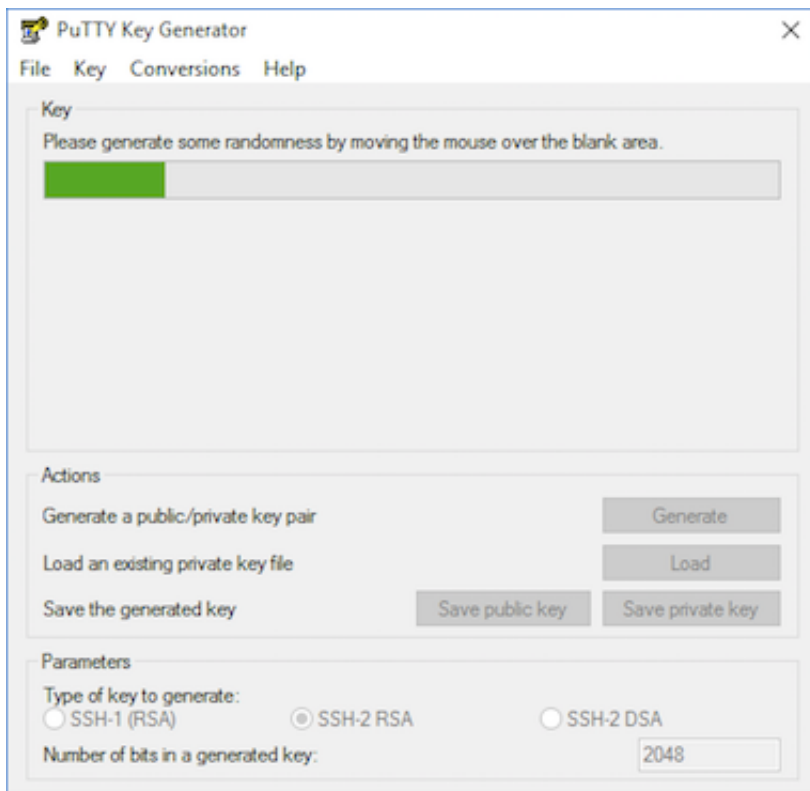 PuTTY Key Generator
File Key Conversions Help
Key
Please generate some randomness by moving the mouse over the blank area.
Actions
Generate a public/private key pair Generate
Load an existing private key file Load
Save the generated key Save public key Save private key
Parameters
Type of key to generate:
SSH-1 (RSA) SSH-2 RSA SSH-2 DSA
Number of bits in a generated key: 2048